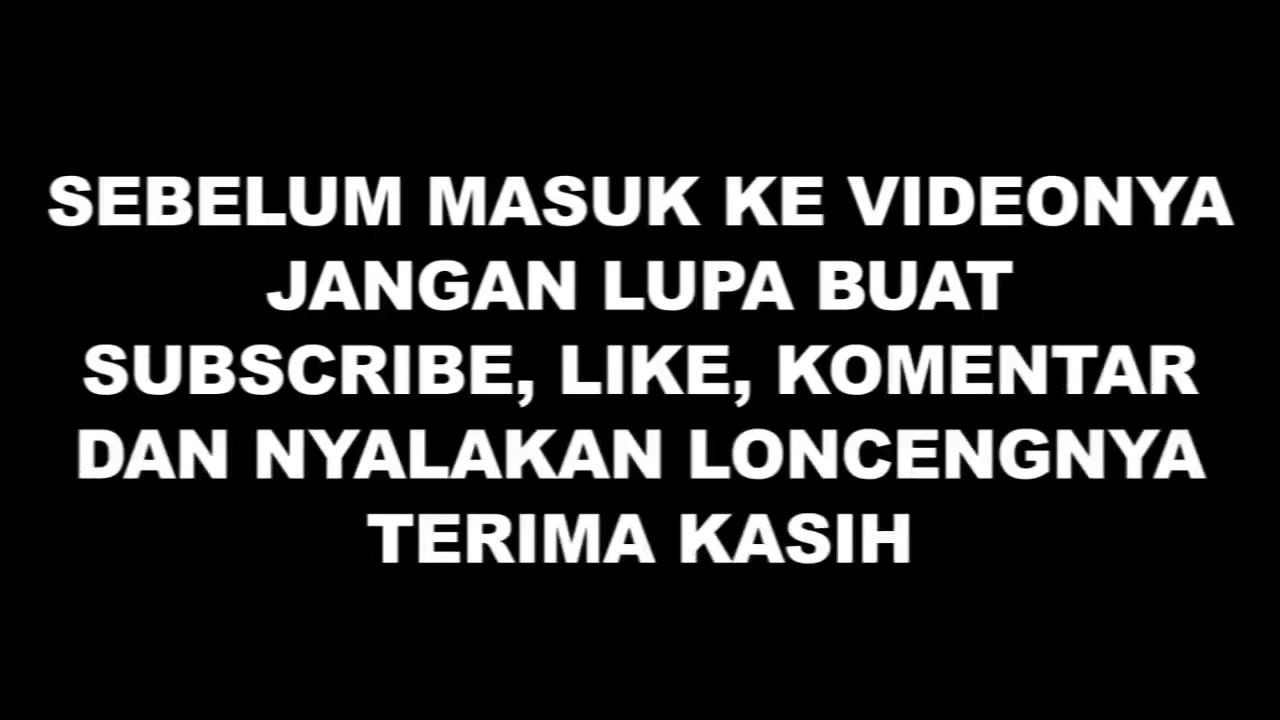 SEBELUM MASUK KE VIDEONYA
JANGAN LUPA BUAT
SUBSCRIBE, LIKE, KOMENTAR
DAN NYALAKAN LONCENGNYA
TERIMA KASIH